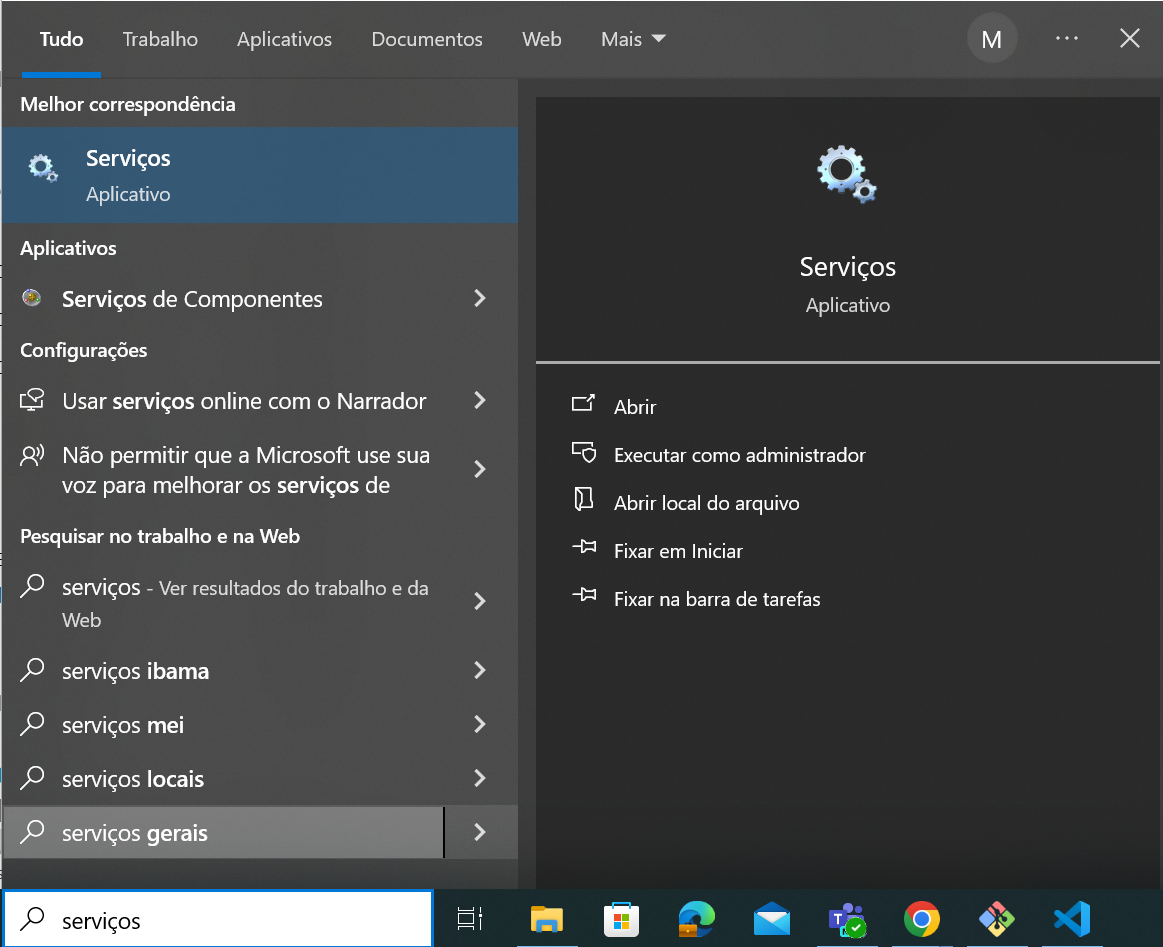 Tudo
Trabalho
Aplicativos
Documentos
Web
Mais
M
Melhor correspondência
Serviços
Aplicativo
Aplicativos
Serviços de Componentes
Configurações
Usar serviços online com o Narrador
Não permitir que a Microsoft use sua
voz para melhorar os serviços de
Pesquisar no trabalho e na Web
serviços - Ver resultados do trabalho e da
Web
serviços ibama
serviços mei
serviços locais
serviços gerais
serviços
Serviços
Aplicativo
Abrir
Executar como administrador
Abrir local do arquivo
Fixar em Iniciar
Fixar na barra de tarefas